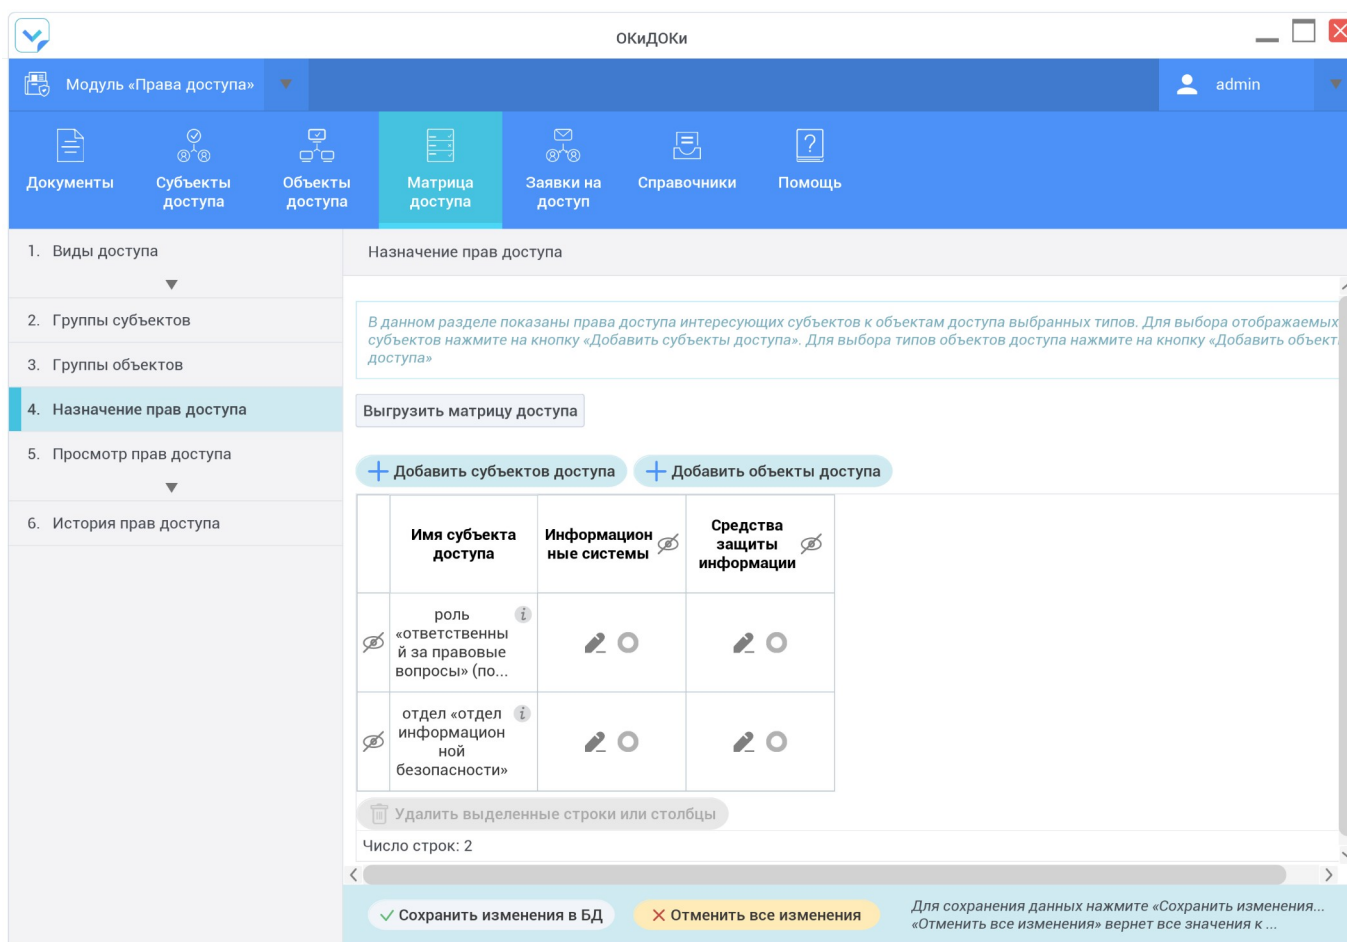 ОКиДОКи
Модуль «Права доступа»
admin
Документы
Субъекты
доступа
Объекты
доступа
Матрица
доступа
Заявки на
доступ
Справочники
Помощь
1. Виды доступа
2. Группы субъектов
3. Группы объектов
4. Назначение прав доступа
5. Просмотр прав доступа
6. История прав доступа
Назначение прав доступа
В данном разделе показаны права доступа интересующих субъектов к объектам доступа выбранных типов. Для выбора отображаемых
субъектов нажмите на кнопку «Добавить субъекты доступа». Для выбора типов объектов доступа нажмите на кнопку «Добавить объект
доступа»
Выгрузить матрицу доступа
Добавить субъектов доступа
Добавить объекты доступа
Имя субъекта
доступа
Информацион
ные системы
Средства
защиты
информации
роль
«ответственны
й за правовые
вопросы» (по...
отдел «отдел
информацион
ной
безопасности»
Удалить выделенные строки или столбцы
Число строк: 2
Сохранить изменения в БД
Отменить все изменения
Для сохранения данных нажмите «Сохранить изменения...
«Отменить все изменения» вернет все значения к ...